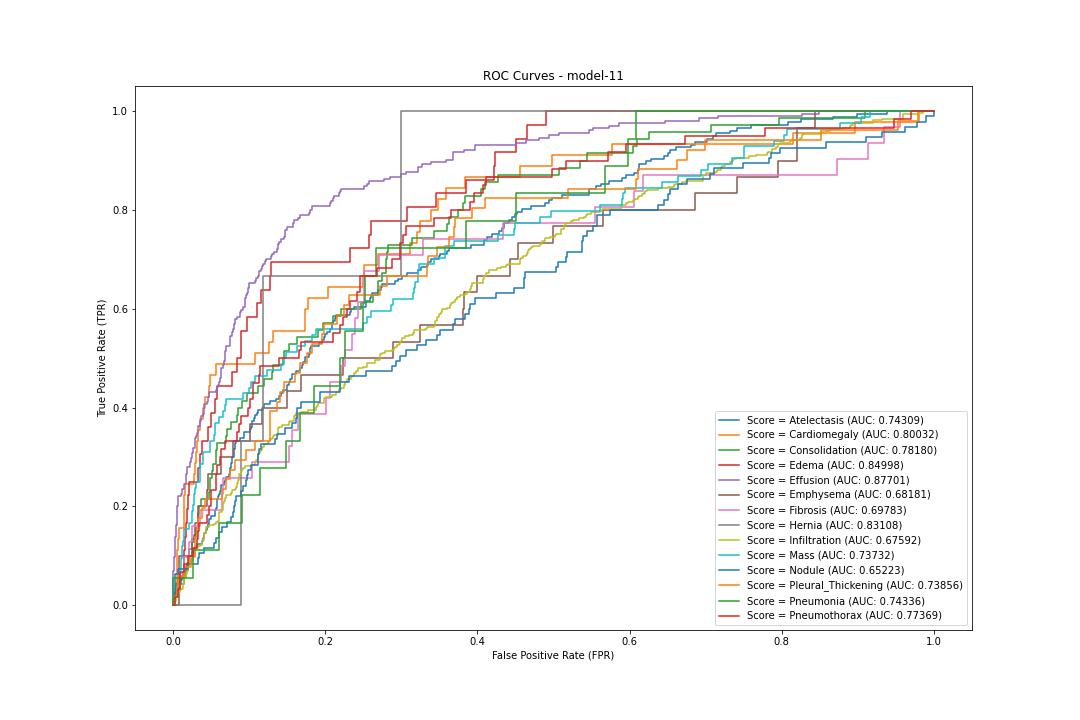 ROC Curves - model-11
True Positive Rate (TPR)
1.0
0.8
0.6
0.4
0.2
0.0
0.0 0.2 0.4 0.6 0.8 1.0
False Positive Rate (FPR)
Score = Atelectasis (AUC: 0.74309)
Score = Cardiomegaly (AUC: 0.80032)
Score = Consolidation (AUC: 0.78180)
Score = Edema (AUC: 0.84998)
Score = Effusion (AUC: 0.87701)
Score = Emphysema (AUC: 0.68181)
Score = Fibrosis (AUC: 0.69783)
Score = Hernia (AUC: 0.83108)
Score = Infiltration (AUC: 0.67592)
Score = Mass (AUC: 0.73732)
Score = Nodule (AUC: 0.65223)
Score = Pleural_Thickening (AUC: 0.73856)
Score = Pneumonia (AUC: 0.74336)
Score = Pneumothorax (AUC: 0.77369)